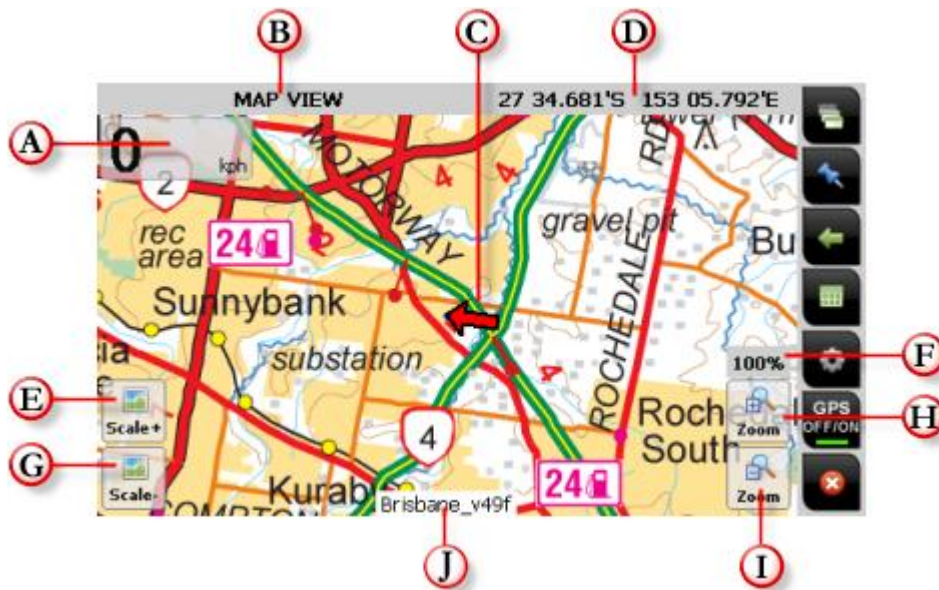 B
C
D
MAP VIEW
27 34.681'S 153 05.792'E
A
0
kph
2
MOTORWAY
4
4
RD
gravel pit
Bu
rec
area
24
ROCHEDALE
Sunnybank
substation
100%
F
E
Scale+
Zoom
GPS
OFF/ON
H
4
4
Roch
South
G
Scale-
Zoom
24
Kurab
Brisbane_v49f
J
I